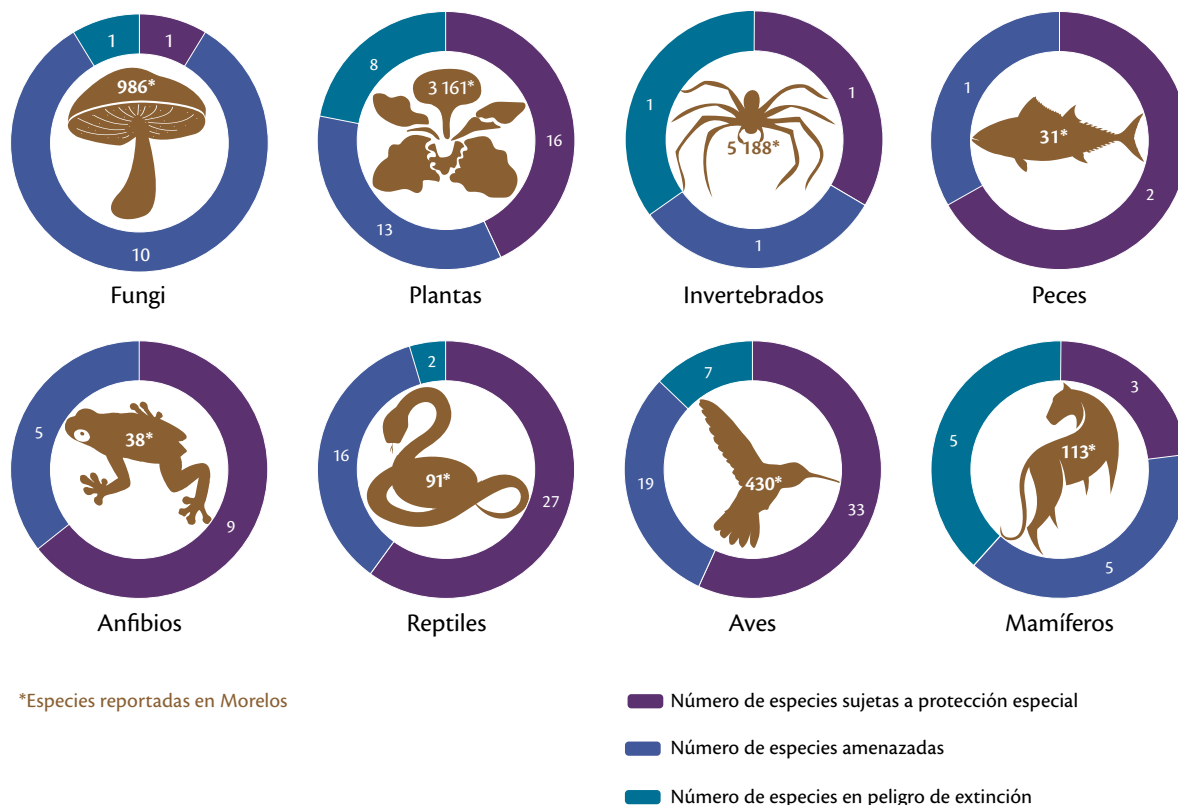 1
1
986*
10
Fungi
8
3 161*
16
13
Plantas
1
1
5 188*
1
Invertebrados
1
31*
2
Peces
5
38*
9
Anfibios
2
16
91*
27
Reptiles
7
19
430*
33
Aves
3
5
113*
5
Mamíferos
*Especies reportadas en Morelos
Número de especies sujetas a protección especial
Número de especies amenazadas
Número de especies en peligro de extinción